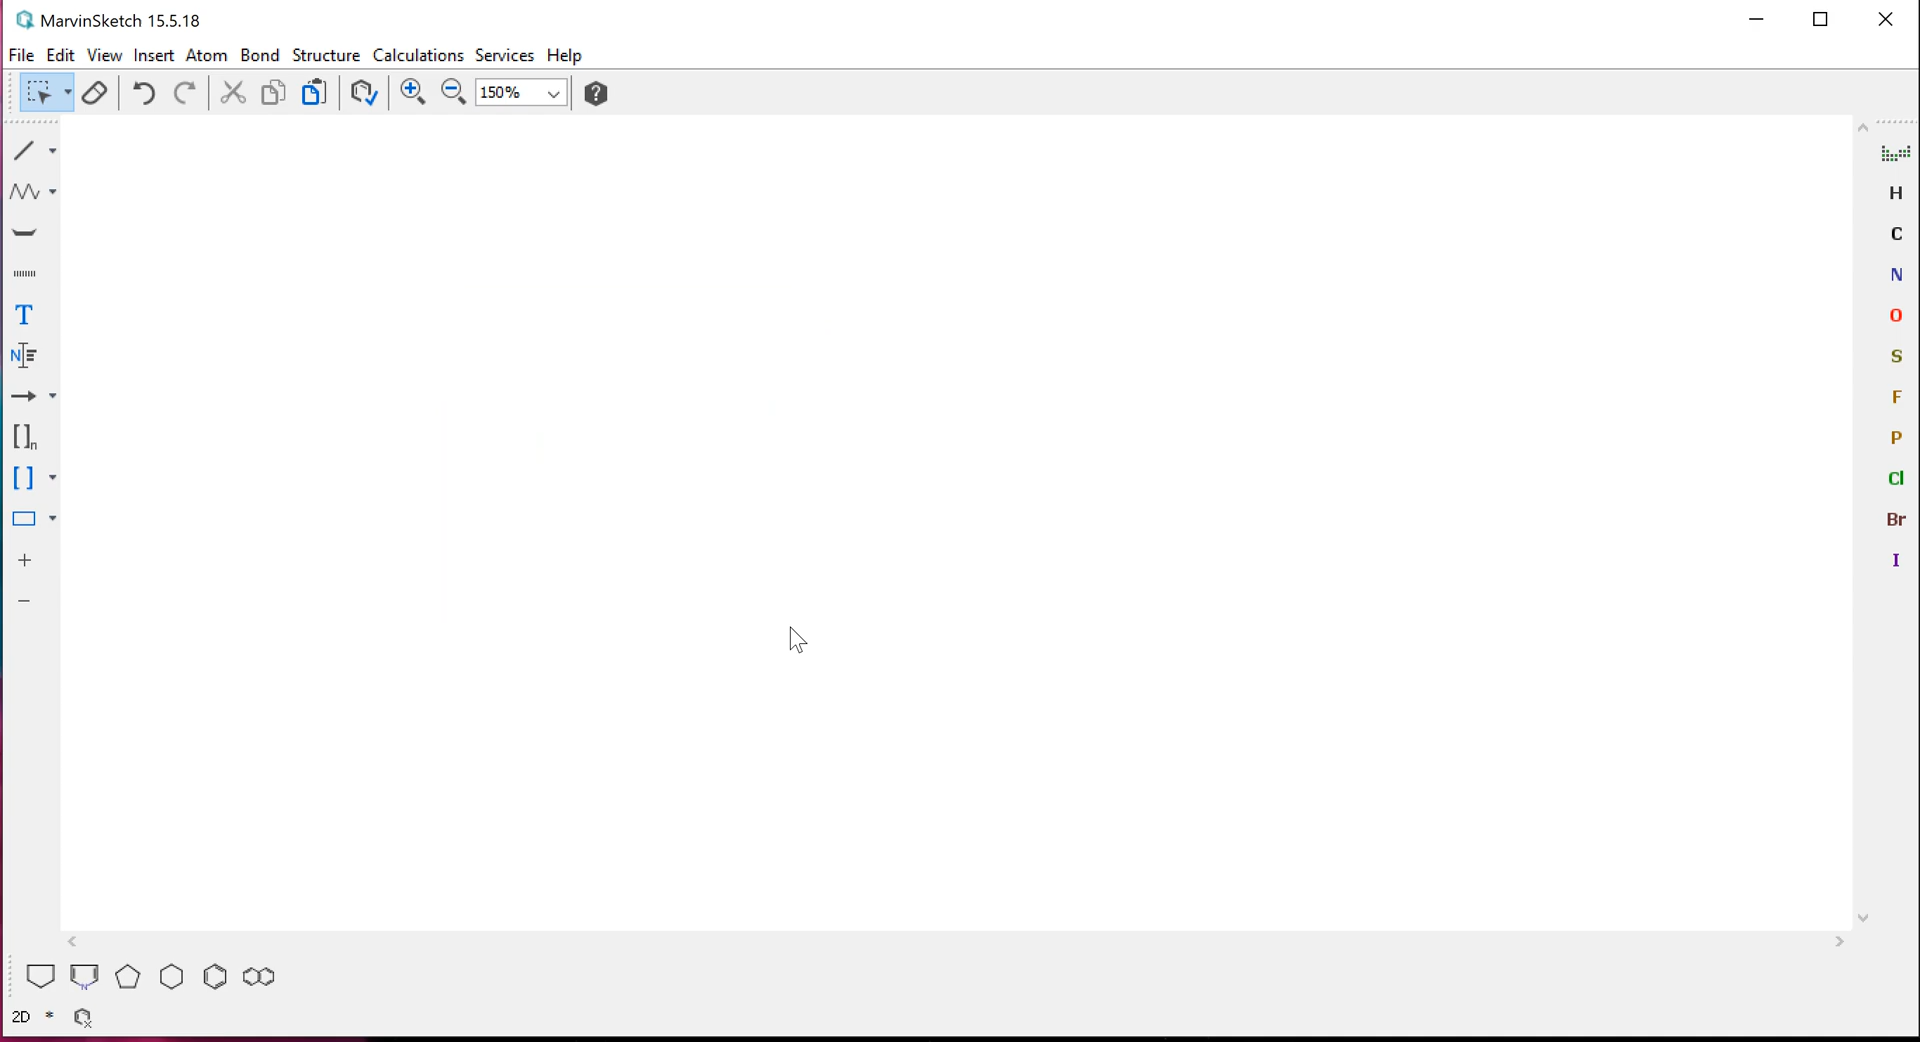 MarvinSketch 15.5.18
File Edit View Insert Atom Bond Structure Calculations Services Help
150% ?
H
C
N
T
O
N
S
F
[ ]n
P
[ ]
Cl
Br
+
I
−
N
2D *